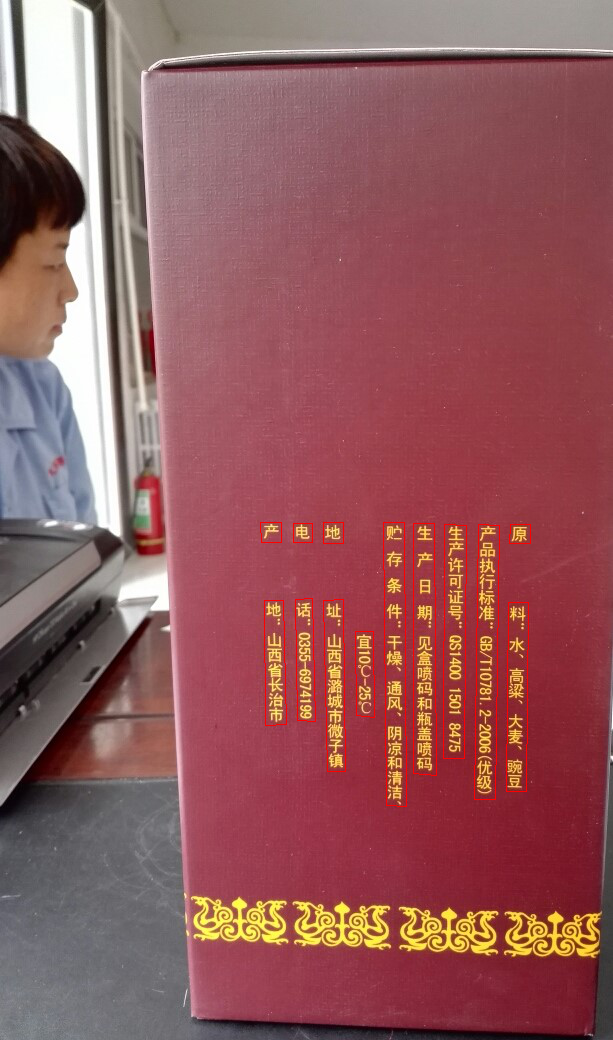 原 料：水、高粱、大麦、豌豆
产品执行标准：GB/T10781.2-2006(优级)
生产许可证号：QS1400 1501 8475
生产日期：见盒喷码和瓶盖喷码
贮存条件：干燥、通风、阴凉和清洁、
宜10℃-25℃
地 址：山西省潞城市微子镇
电 话：0355-6974199
产 地：山西省长治市